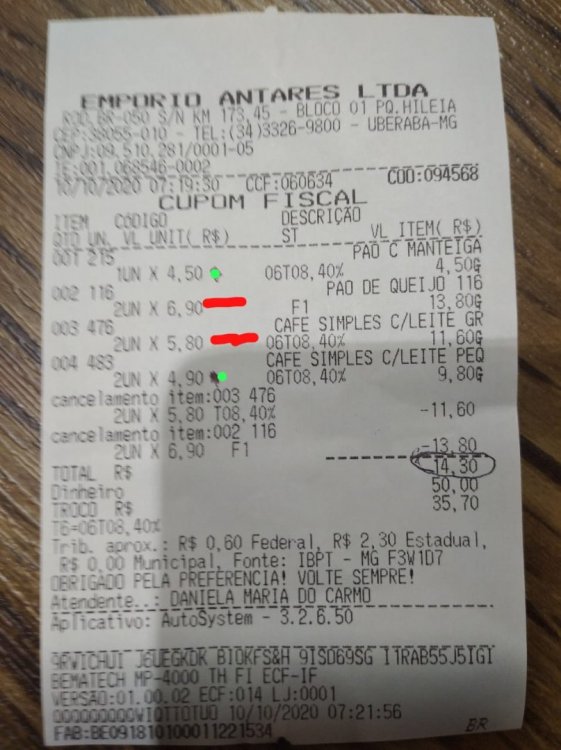 EMPORIO ANTARES LTDA
ROD.BR-050 S/N KM 173,45 - BLOCO 01 PQ.HILEIA
CEP:38055-010 - TEL:(34)3326-9800 - UBERABA-MG
CNPJ:09.510.281/0001-05
IE:001.068546-0002
10/10/2020 07:19:30 CCF:060634 COO:094568
CUPOM FISCAL
ITEM CÓDIGO DESCRIÇÃO
QTD UN. VL UNIT( R$) ST VL ITEM( R$)
001 215 PAO C MANTEIGA
1UN X 4,50 06T08,40% 4,50G
002 116 PAO DE QUEIJO 116
2UN X 6,90 F1 13,80G
003 476 CAFE SIMPLES C/LEITE GR
2UN X 5,80 06T08,40% 11,60G
004 483 CAFE SIMPLES C/LEITE PEQ
2UN X 4,90 06T08,40% 9,80G
cancelamento item:003 476
2UN X 5,80 T08,40% -11,60
cancelamento item:002 116
2UN X 6,90 F1 -13,80
TOTAL R$ 14,30
Dinheiro 50,00
TROCO R$ 35,70
T6=06T08,40%
Trib. aprox.: R$ 0,60 Federal, R$ 2,30 Estadual,
R$ 0,00 Municipal, Fonte: IBPT - MG F3W1D7
OBRIGADO PELA PREFERENCIA! VOLTE SEMPRE!
Atendente..: DANIELA MARIA DO CARMO
Aplicativo: AutoSystem - 3.2.6.50
BEMATECH MP-4000 TH FI ECF-IF
VERSÃO:01.00.02 ECF:014 LJ:0001
10/10/2020 07:21:56
FAB:BE091810100011221534 BR